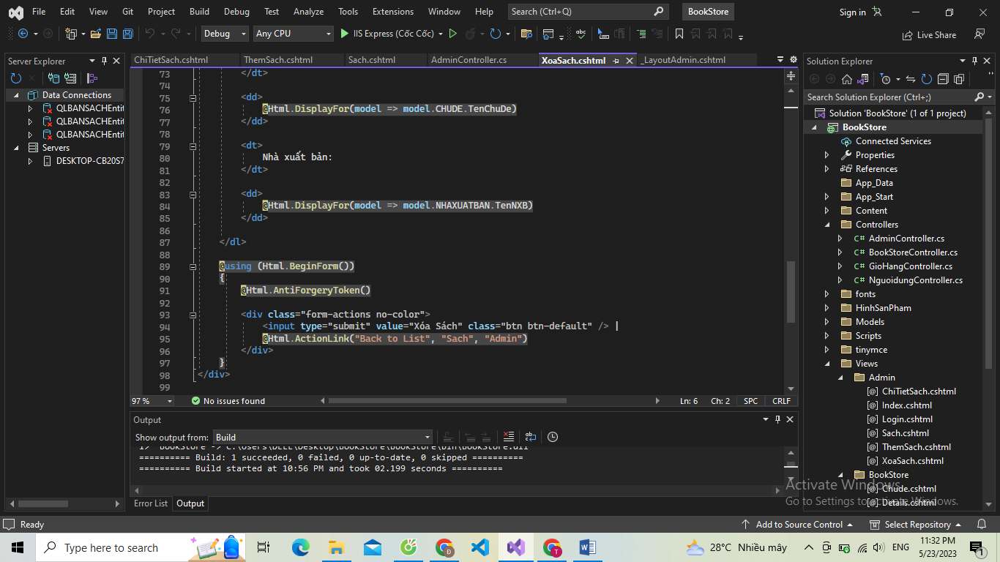 File Edit View Git Project Build Debug Test Analyze Tools Extensions Window Help Search (Ctrl+Q) BookStore Sign in
Debug Any CPU IIS Express (Cốc Cốc) Live Share
Server Explorer
Data Connections
QLBANSACHEntit
QLBANSACHEntit
QLBANSACHEntit
Servers
DESKTOP-CB20S7
ChiTietSach.cshtml ThemSach.cshtml Sach.cshtml AdminController.cs XoaSach.cshtml _LayoutAdmin.cshtml
73 </dt>
74
75 <dd>
76 @Html.DisplayFor(model => model.CHUDE.TenChuDe)
77 </dd>
78
79 <dt>
80 Nhà xuất bản:
81 </dt>
82
83 <dd>
84 @Html.DisplayFor(model => model.NHAXUATBAN.TenNXB)
85 </dd>
86
87 </dl>
88
89 @using (Html.BeginForm())
90 {
91 @Html.AntiForgeryToken()
92
93 <div class="form-actions no-color">
94 <input type="submit" value="Xóa Sách" class="btn btn-default" /> |
95 @Html.ActionLink("Back to List", "Sach", "Admin")
96 </div>
97 }
98 </div>
99
97 % No issues found Ln: 6 Ch: 2 SPC CRLF
Output
Show output from: Build
1> BookStore -> C:\Users\DELL\Desktop\BookStore\BookStore\bin\BookStore.dll
========== Build: 1 succeeded, 0 failed, 0 up-to-date, 0 skipped ==========
========== Build started at 10:56 PM and took 02.199 seconds ==========
Error List Output
Solution Explorer
Search Solution Explorer (Ctrl+;)
Solution 'BookStore' (1 of 1 project)
BookStore
Connected Services
Properties
References
App_Data
App_Start
Content
Controllers
C# AdminController.cs
C# BookStoreController.cs
C# GioHangController.cs
C# NguoidungController.cs
fonts
HinhSanPham
Models
Scripts
tinymce
Views
Admin
[@] ChiTietSach.cshtml
[@] Index.cshtml
[@] Login.cshtml
[@] Sach.cshtml
[@] ThemSach.cshtml
[@] XoaSach.cshtml
BookStore
[@] Chude.cshtml
[@] Details.cshtml
Activate Windows
Go to Settings to activate Windows.
Ready Add to Source Control Select Repository
Type here to search 28°C Nhiều mây ENG 11:32 PM
5/23/2023 1